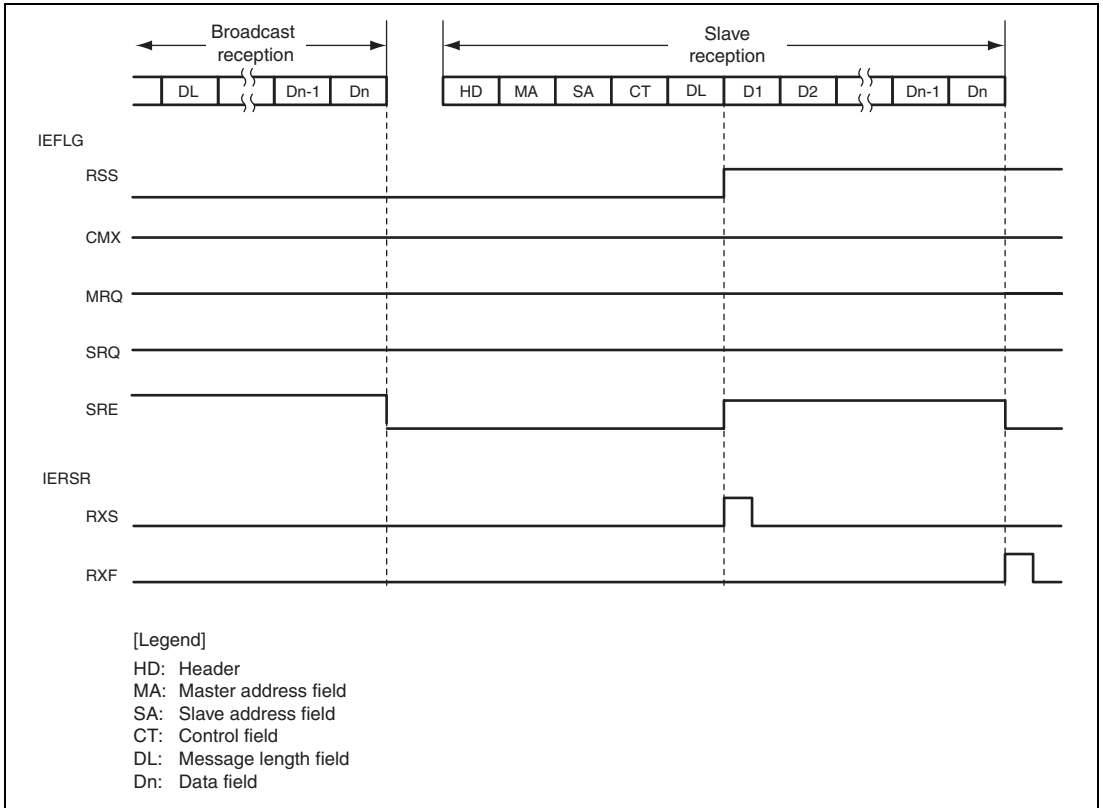 Broadcast
reception
Slave
reception
DL Dn-1 Dn HD MA SA CT DL D1 D2 Dn-1 Dn
IEFLG
RSS
CMX
MRQ
SRQ
SRE
IERSR
RXS
RXF
[Legend]
HD: Header
MA: Master address field
SA: Slave address field
CT: Control field
DL: Message length field
Dn: Data field